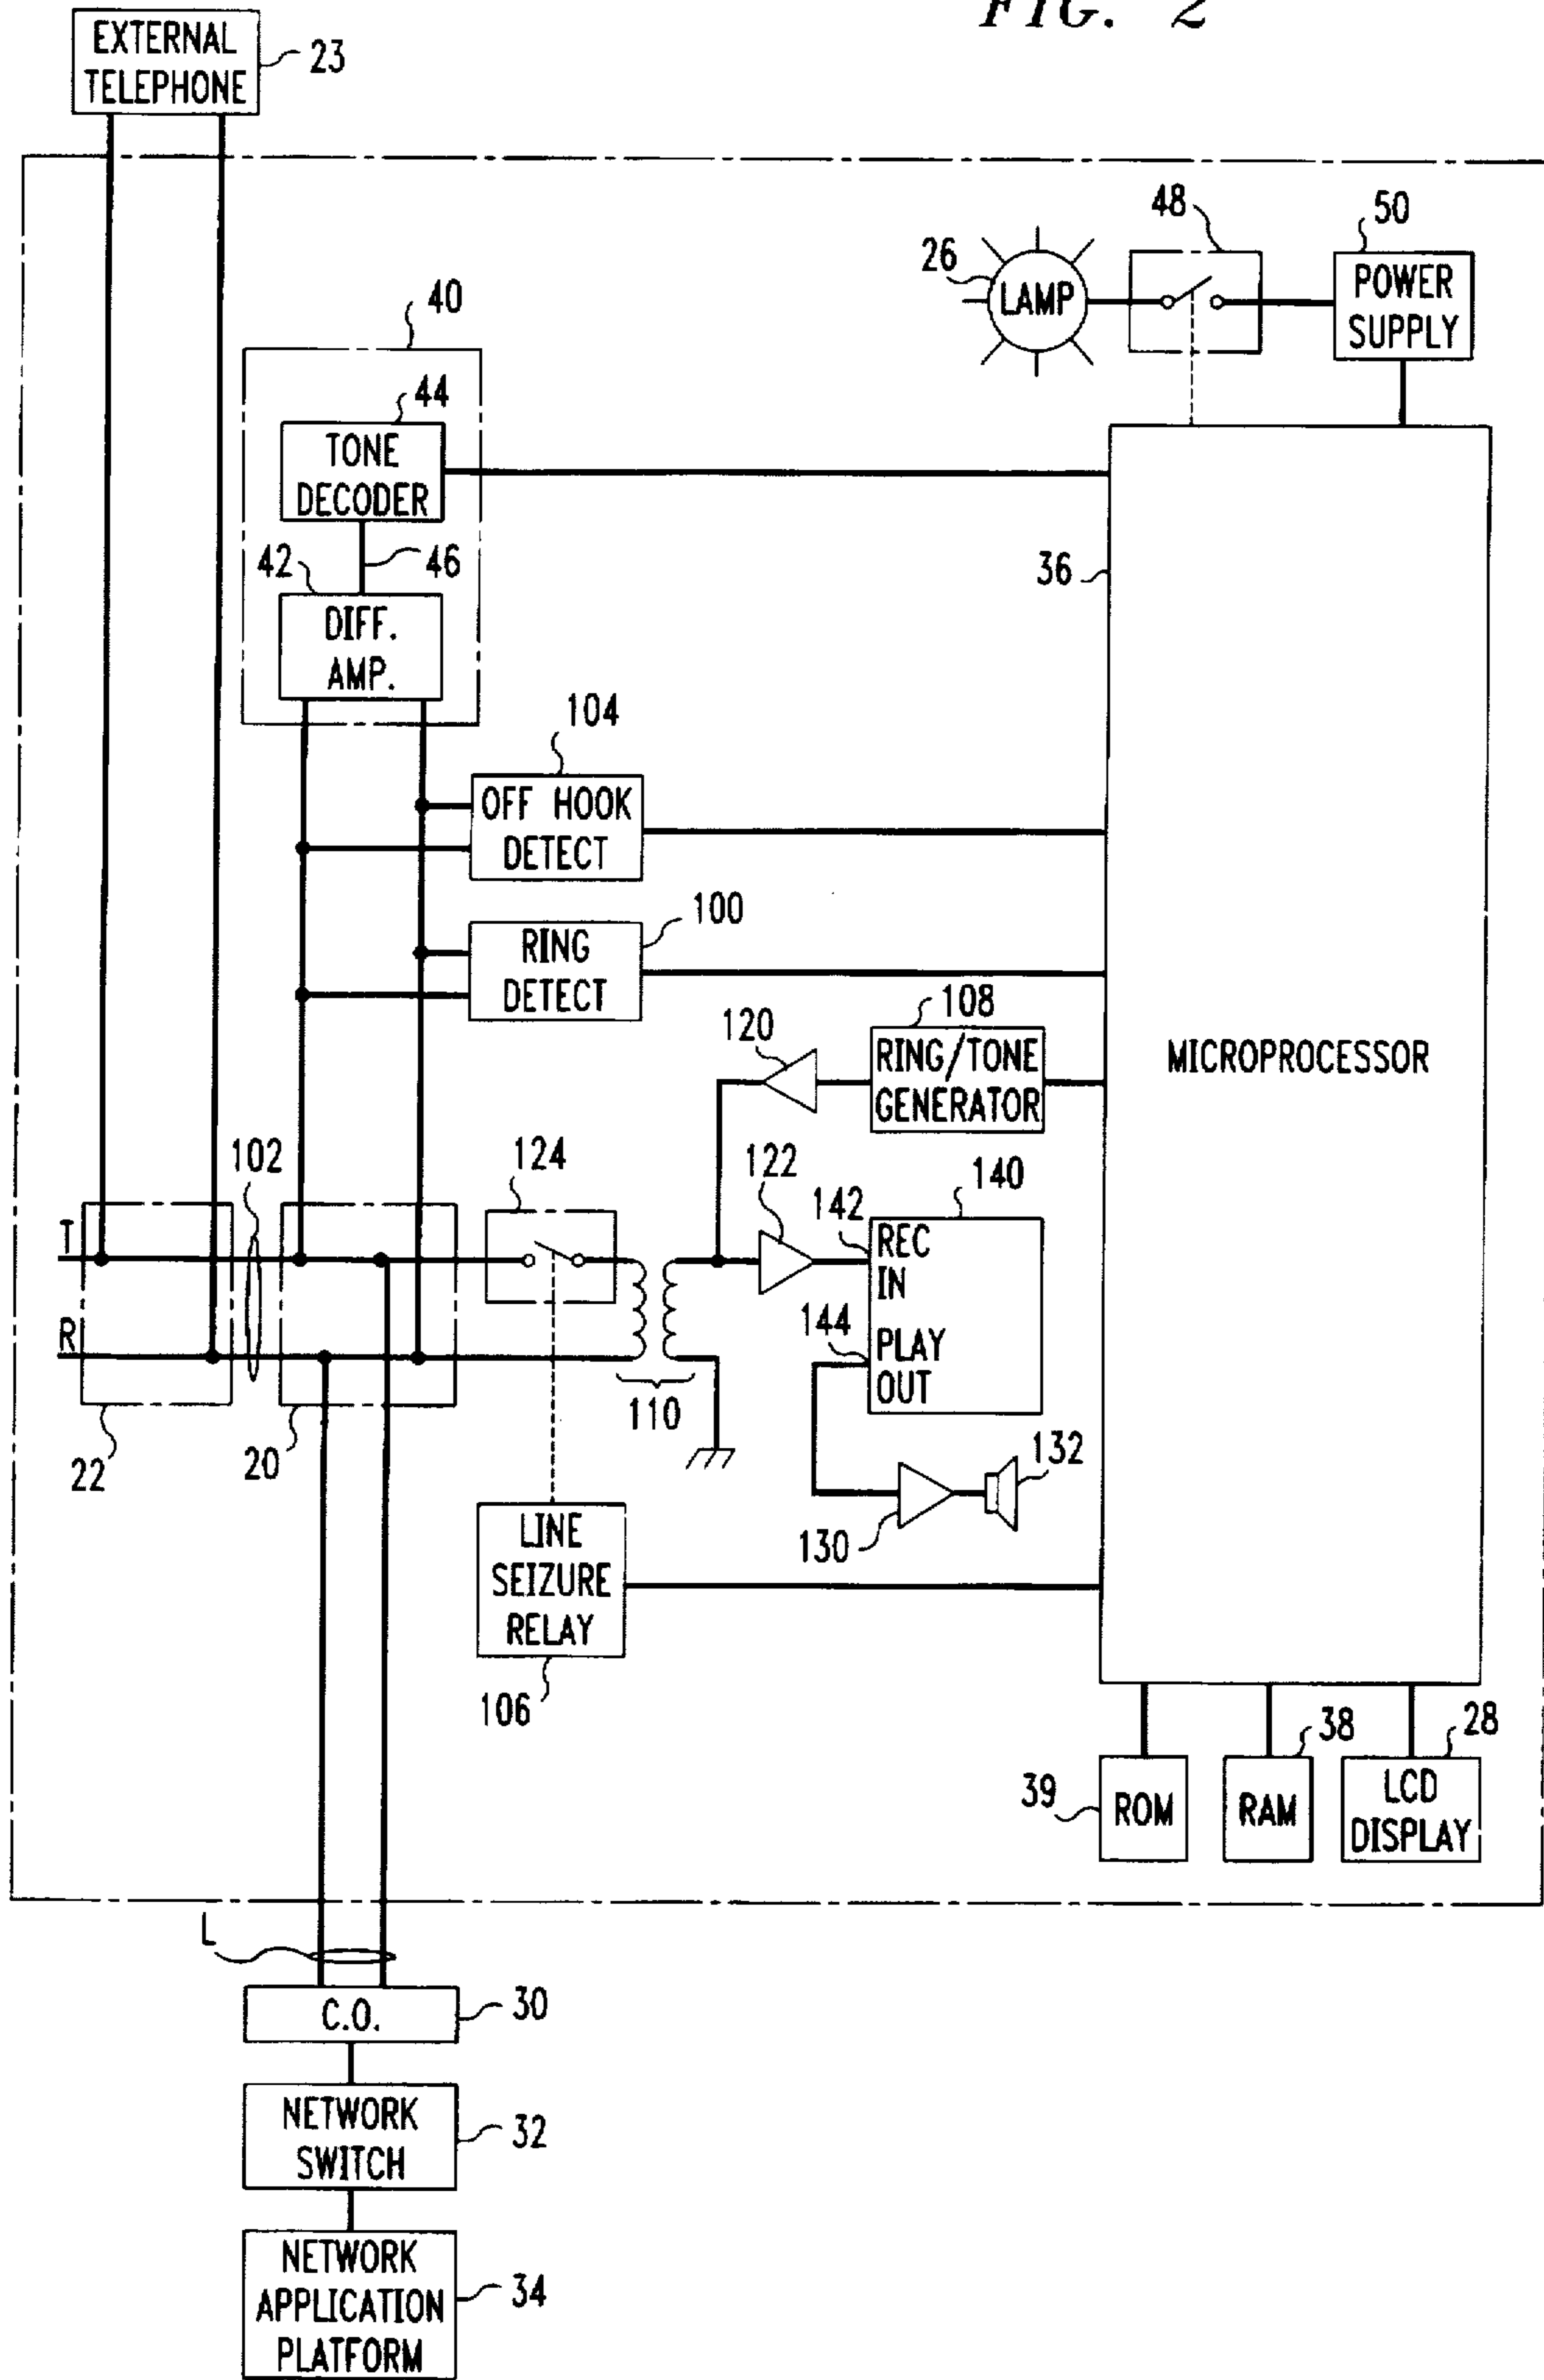 FIG. 2
EXTERNAL
TELEPHONE
23
48
50
26
LAMP
POWER
SUPPLY
40
44
TONE
DECODER
42
46
36
DIFF.
AMP.
104
OFF HOOK
DETECT
100
RING
DETECT
108
120
RING/TONE
GENERATOR
MICROPROCESSOR
102
124
122
140
142
T
REC
IN
144
R
PLAY
OUT
110
22
20
132
130
LINE
SEIZURE
RELAY
106
39
ROM
38
RAM
28
LCD
DISPLAY
L
C.O.
30
NETWORK
SWITCH
32
NETWORK
APPLICATION
PLATFORM
34